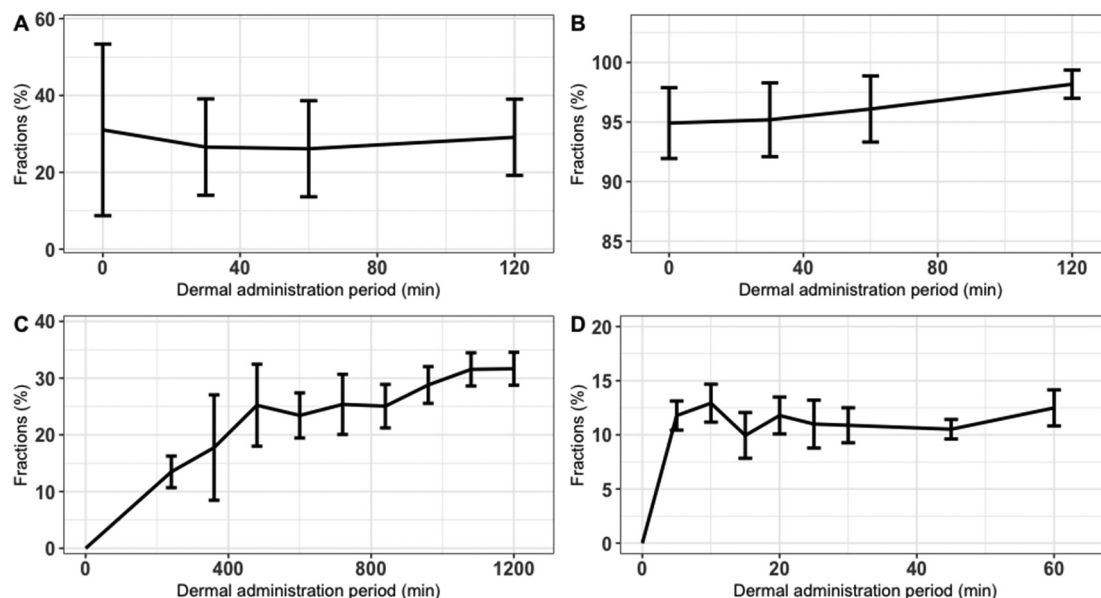 A
60
40
20
0
Fractions (%)
0 40 80 120
Dermal administration period (min)
B
100
95
90
85
Fractions (%)
0 40 80 120
Dermal administration period (min)
C
40
30
20
10
0
Fractions (%)
0 400 800 1200
Dermal administration period (min)
D
20
15
10
5
0
Fractions (%)
0 20 40 60
Dermal administration period (min)